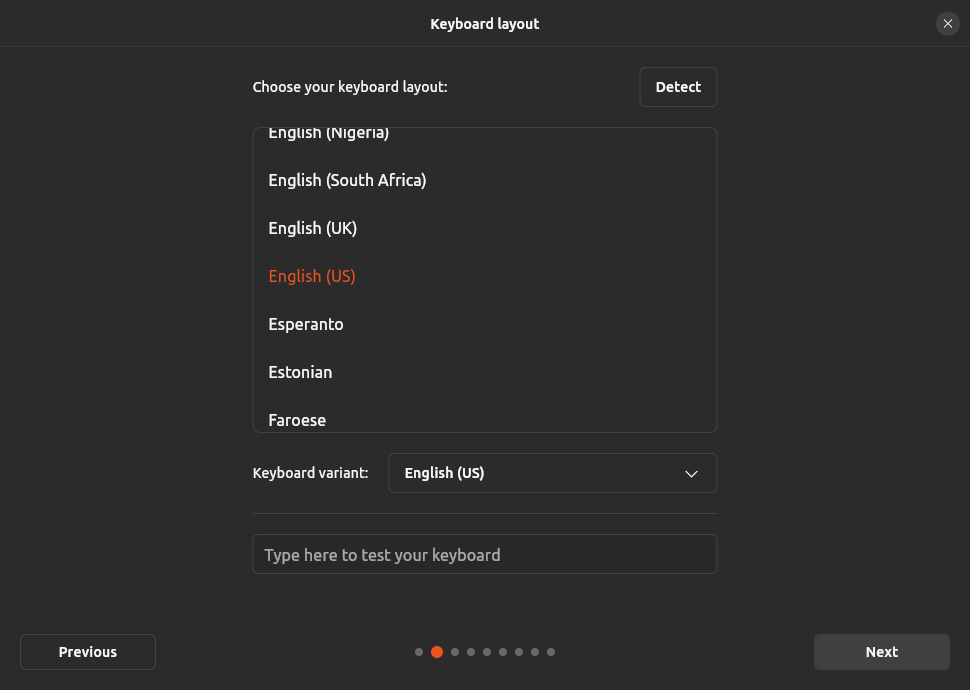 Keyboard layout
Choose your keyboard layout:
Detect
English (Nigeria)
English (South Africa)
English (UK)
English (US)
Esperanto
Estonian
Faroese
Keyboard variant:
English (US)
Type here to test your keyboard
Previous
Next